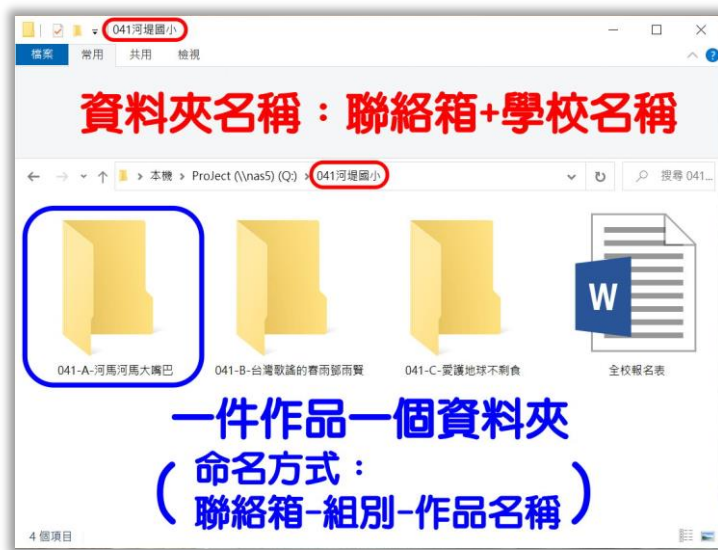 041河堤國小
檔案 常用 共用 檢視
資料夾名稱：聯絡箱+學校名稱
本機 > ProJect (\\nas5) (Q:) > 041河堤國小
搜尋 041...
W
041-A-河馬河馬大嘴巴 041-B-台灣歌謠的春雨鄧雨賢 041-C-愛護地球不剩食 全校報名表
一件作品一個資料夾
(命名方式：
聯絡箱-組別-作品名稱)
4 個項目